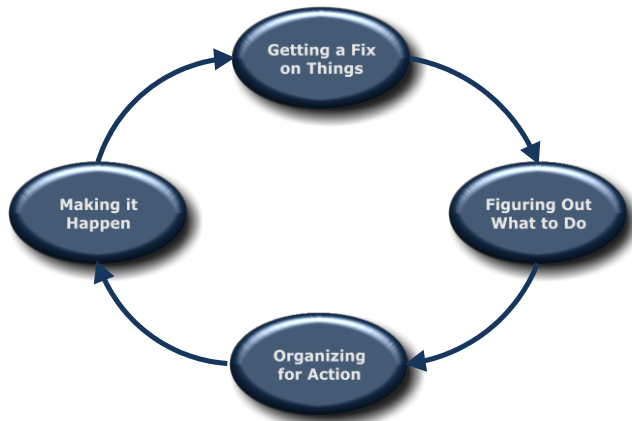 Getting a Fix
on Things
Figuring Out
What to Do
Organizing
for Action
Making it
Happen